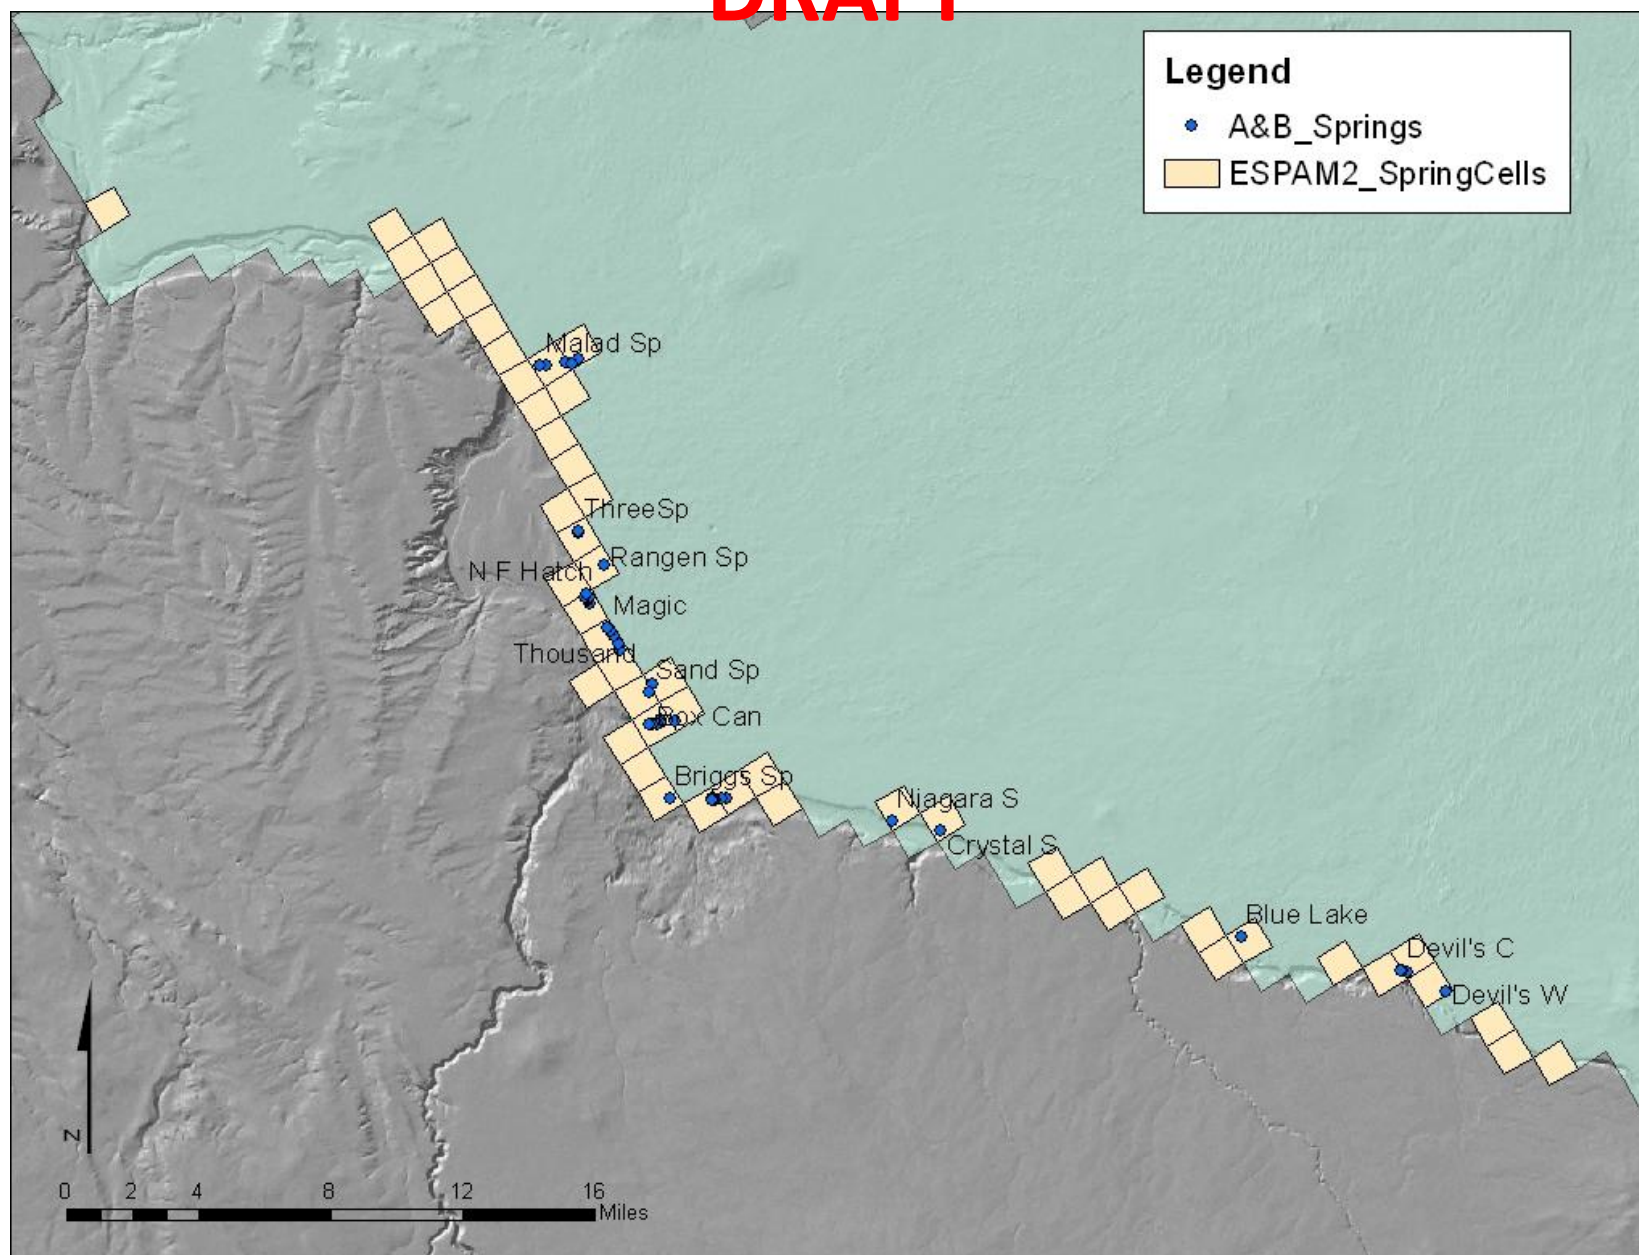 DRAFT
Legend
A&B_Springs
ESPAM2_SpringCells
Malad Sp
ThreeSp
Rangen Sp
N F Hatch
Magic
Thousand
Sand Sp
Box Can
Briggs Sp
Niagara S
Crystal S
Blue Lake
Devil's C
Devil's W
N
0 2 4 8 12 16
Miles